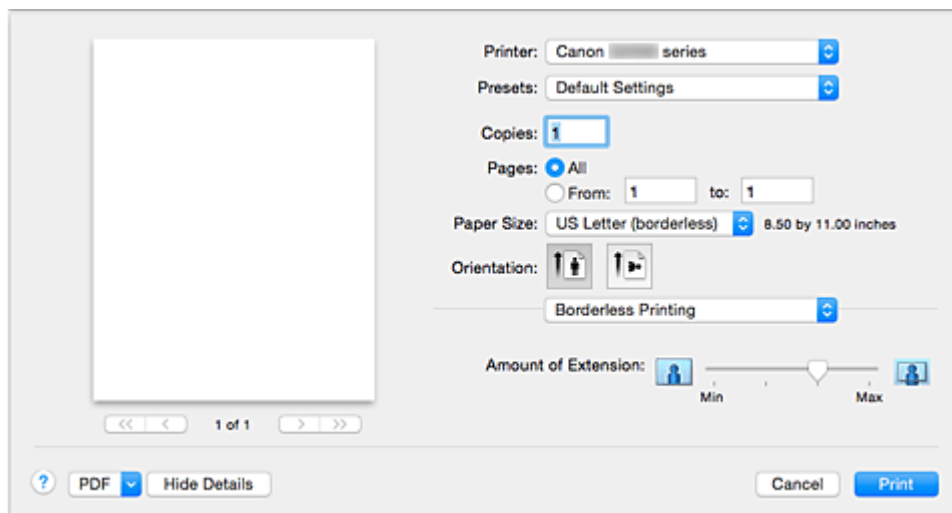 Printer: Canon series
Presets: Default Settings
Copies: 1
Pages: All
From: 1 to: 1
Paper Size: US Letter (borderless) 8.50 by 11.00 inches
Orientation:
Borderless Printing
Amount of Extension:
Min Max
<< < 1 of 1 > >>
? PDF Hide Details Cancel Print